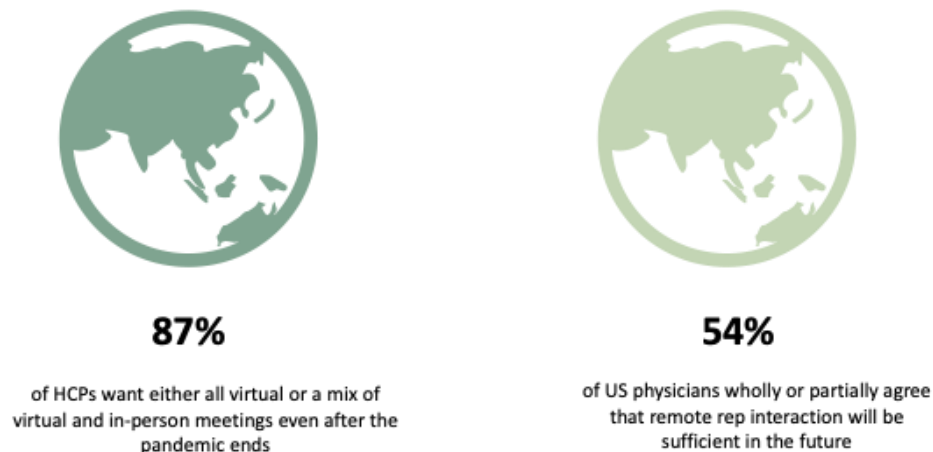 87%
of HCPs want either all virtual or a mix of
virtual and in-person meetings even after the
pandemic ends
54%
of US physicians wholly or partially agree
that remote rep interaction will be
sufficient in the future